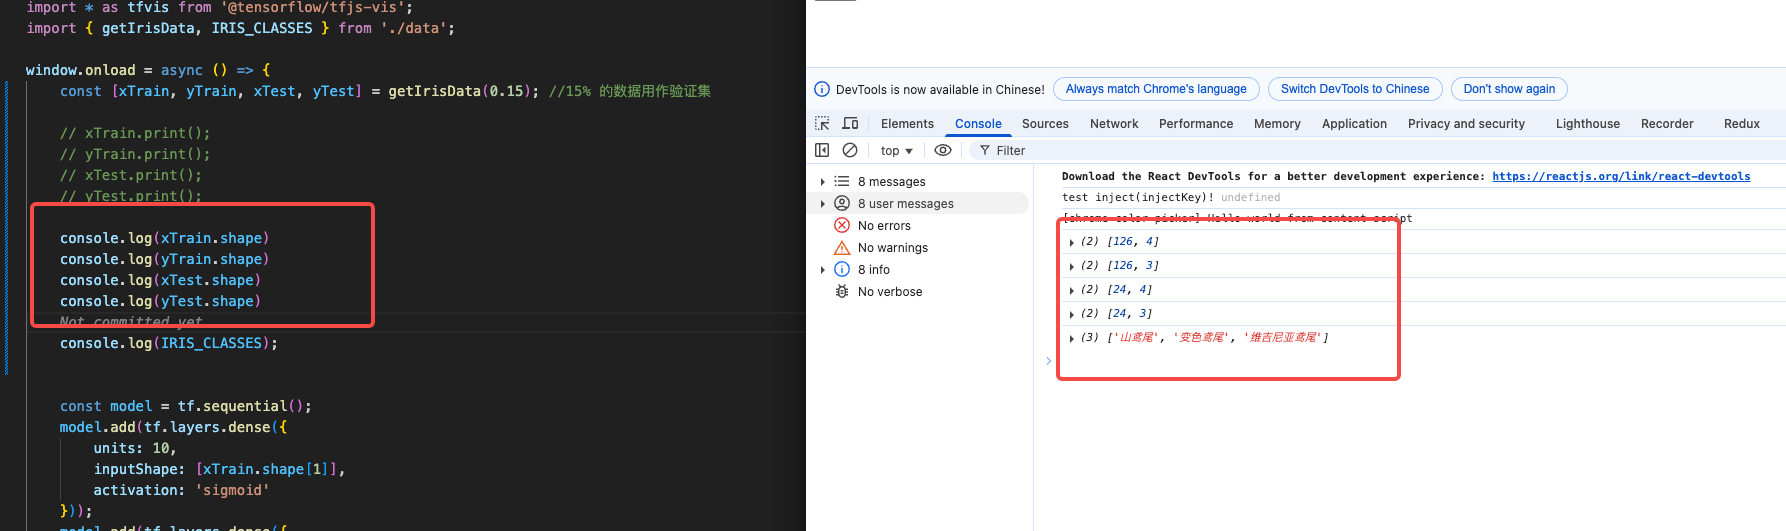 import * as tfvis from '@tensorflow/tfjs-vis';
import { getIrisData, IRIS_CLASSES } from './data';
window.onload = async () => {
const [xTrain, yTrain, xTest, yTest] = getIrisData(0.15); //15% 的数据用作验证集
// xTrain.print();
// yTrain.print();
// xTest.print();
// yTest.print();
console.log(xTrain.shape)
console.log(yTrain.shape)
console.log(xTest.shape)
console.log(yTest.shape)
Not committed yet
console.log(IRIS_CLASSES);
const model = tf.sequential();
model.add(tf.layers.dense({
units: 10,
inputShape: [xTrain.shape[1]],
activation: 'sigmoid'
}));
model.add(tf.layers.dense({
DevTools is now available in Chinese! Always match Chrome's language Switch DevTools to Chinese Don't show again
Elements Console Sources Network Performance Memory Application Privacy and security Lighthouse Recorder Redux
top Filter
8 messages
8 user messages
No errors
No warnings
8 info
No verbose
Download the React DevTools for a better development experience: https://reactjs.org/link/react-devtools
test inject(injectKey)! undefined
[chrome-color-picker] Hello world from content script
(2) [126, 4]
(2) [126, 3]
(2) [24, 4]
(2) [24, 3]
(3) ['山鸢尾', '变色鸢尾', '维吉尼亚鸢尾']